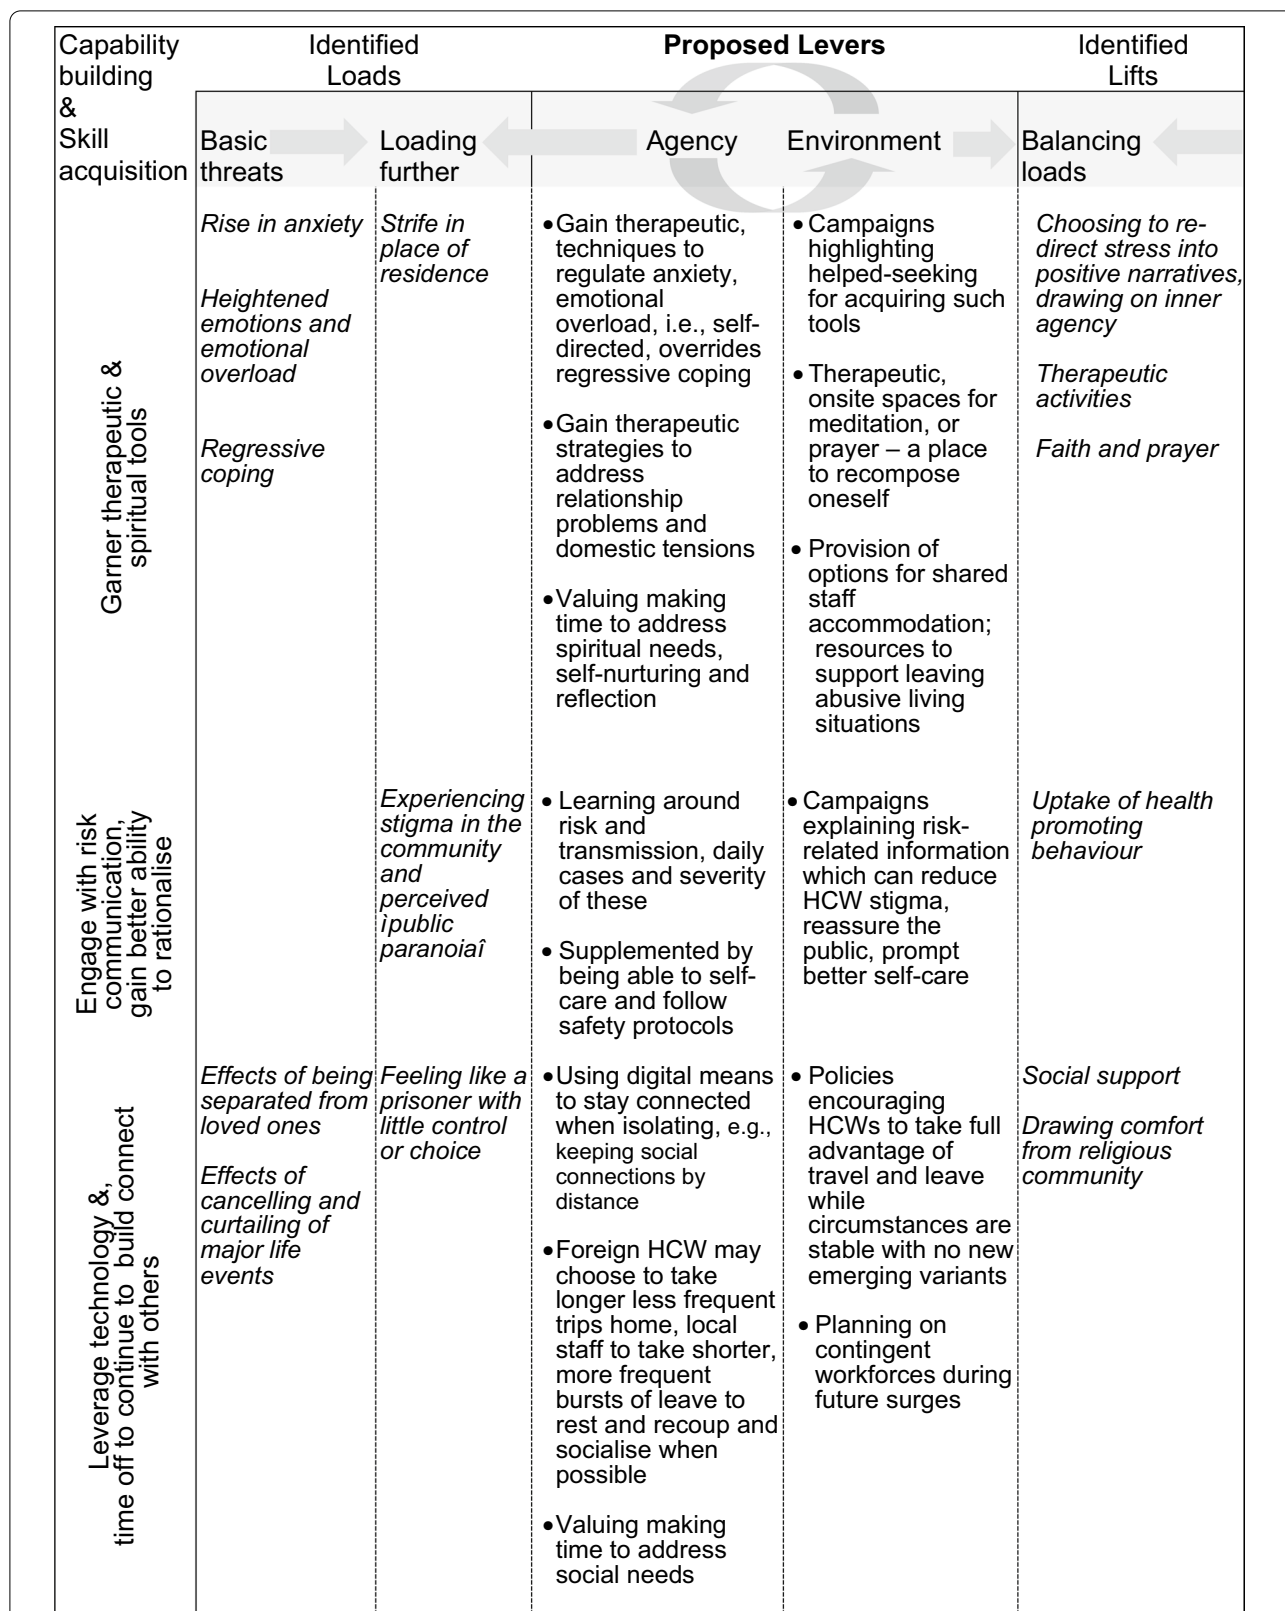 Capability
building
&
Skill
acquisition
Identified
Loads
Proposed Levers
Identified
Lifts
Basic
threats
Loading
further
Agency
Environment
Balancing
loads
Garner therapeutic &
spiritual tools
Rise in anxiety
Heightened
emotions and
emotional
overload
Regressive
coping
Strife in
place of
residence
•Gain therapeutic,
techniques to
regulate anxiety,
emotional
overload, i.e., self-
directed, overrides
regressive coping
•Gain therapeutic
strategies to
address
relationship
problems and
domestic tensions
•Valuing making
time to address
spiritual needs,
self-nurturing and
reflection
• Campaigns
highlighting
helped-seeking
for acquiring such
tools
• Therapeutic,
onsite spaces for
meditation, or
prayer – a place
to recompose
oneself
• Provision of
options for shared
staff
accommodation;
resources to
support leaving
abusive living
situations
Choosing to re-
direct stress into
positive narratives,
drawing on inner
agency
Therapeutic
activities
Faith and prayer
Engage with risk
communication,
gain better ability
to rationalise
Experiencing
stigma in the
community
and
perceived
ìpublic
paranoiaî
• Learning around
risk and
transmission, daily
cases and severity
of these
• Supplemented by
being able to self-
care and follow
safety protocols
• Campaigns
explaining risk-
related information
which can reduce
HCW stigma,
reassure the
public, prompt
better self-care
Uptake of health
promoting
behaviour
Leverage technology &,
time off to continue to build connect
with others
Effects of being
separated from
loved ones
Effects of
cancelling and
curtailing of
major life
events
Feeling like a
prisoner with
little control
or choice
•Using digital means
to stay connected
when isolating, e.g.,
keeping social
connections by
distance
•Foreign HCW may
choose to take
longer less frequent
trips home, local
staff to take shorter,
more frequent
bursts of leave to
rest and recoup and
socialise when
possible
•Valuing making
time to address
social needs
• Policies
encouraging
HCWs to take full
advantage of
travel and leave
while
circumstances are
stable with no new
emerging variants
• Planning on
contingent
workforces during
future surges
Social support
Drawing comfort
from religious
community